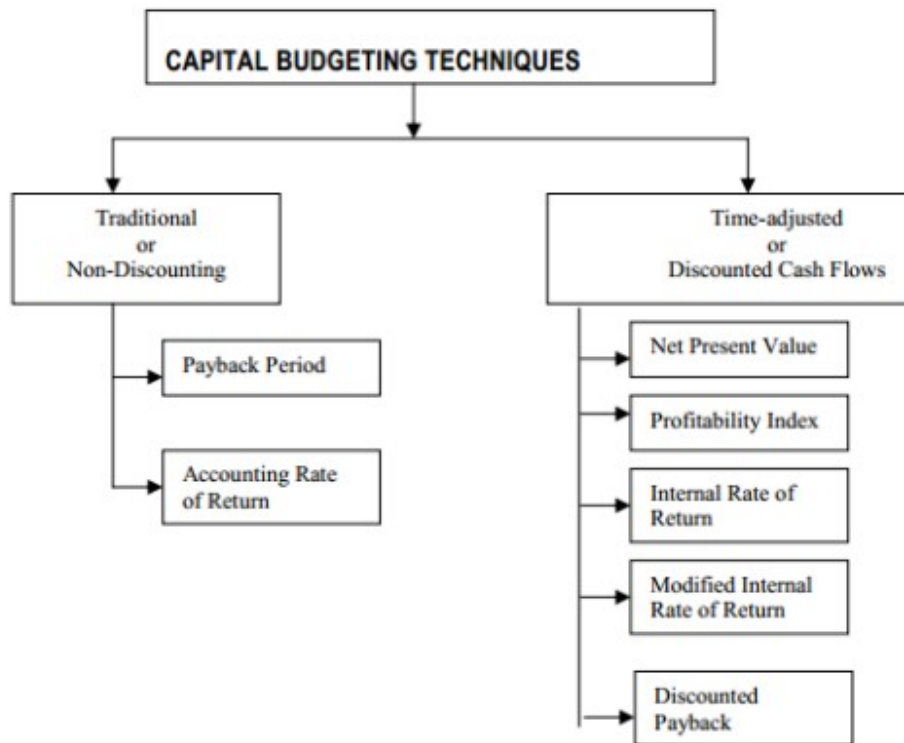 CAPITAL BUDGETING TECHNIQUES
Traditional
or
Non-Discounting
Time-adjusted
or
Discounted Cash Flows
Payback Period
Accounting Rate
of Return
Net Present Value
Profitability Index
Internal Rate of
Return
Modified Internal
Rate of Return
Discounted
Payback